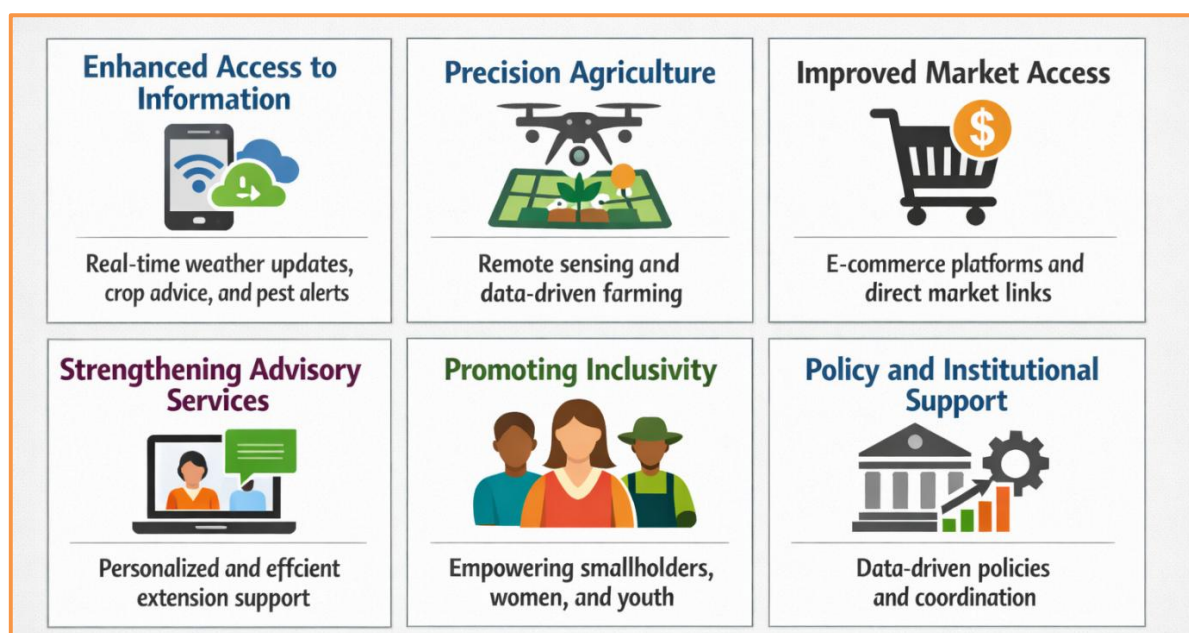 Enhanced Access to
Information
Real-time weather updates,
crop advice, and pest alerts
Precision Agriculture
Remote sensing and
data-driven farming
Improved Market Access
$
E-commerce platforms and
direct market links
Strengthening Advisory
Services
Personalized and effcient
extension support
Promoting Inclusivity
Empowering smallholders,
women, and youth
Policy and Institutional
Support
Data-driven policies
and coordination